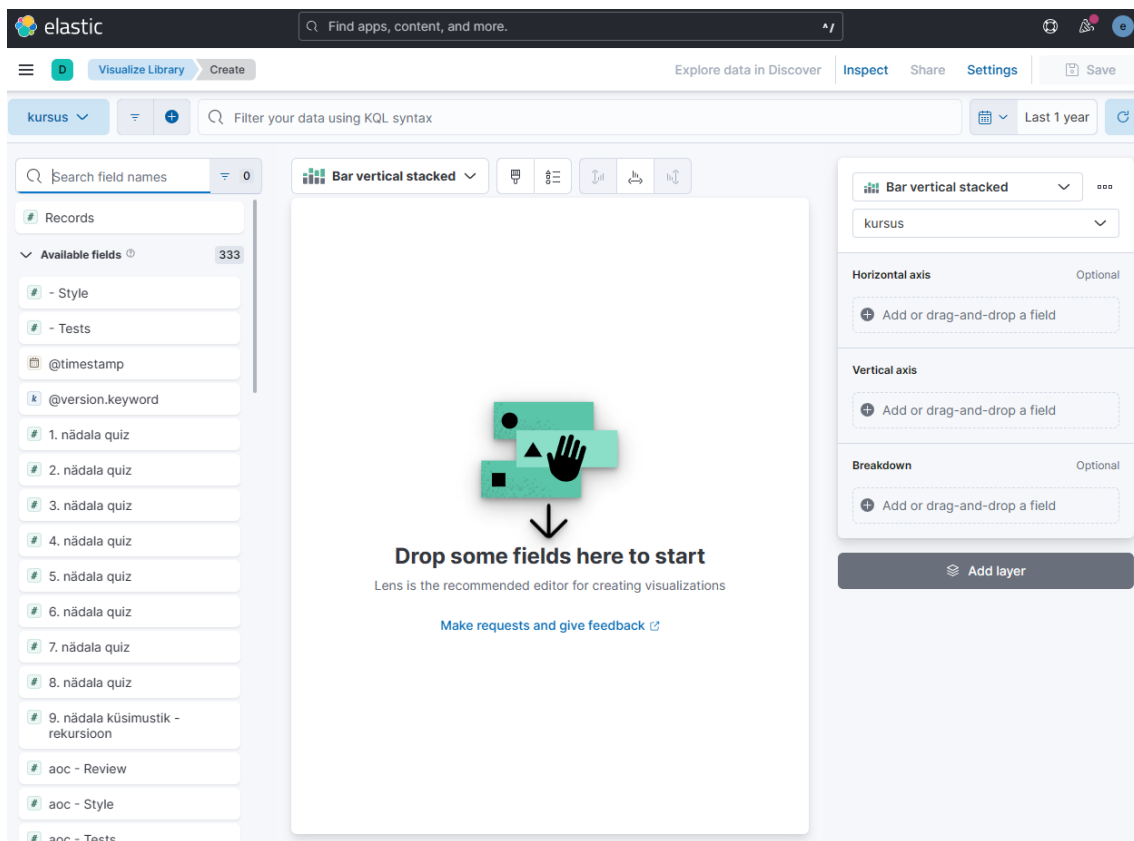 elastic
Find apps, content, and more.
^/
e
D
Visualize Library
Create
Explore data in Discover
Inspect
Share
Settings
Save
kursus
Filter your data using KQL syntax
Last 1 year
Search field names
0
Bar vertical stacked
Bar vertical stacked
kursus
# Records
Available fields
333
# - Style
# - Tests
@timestamp
k @version.keyword
# 1. nädala quiz
# 2. nädala quiz
# 3. nädala quiz
# 4. nädala quiz
# 5. nädala quiz
# 6. nädala quiz
# 7. nädala quiz
# 8. nädala quiz
# 9. nädala küsimustik -
rekursioon
# aoc - Review
# aoc - Style
# aoc - Tests
Drop some fields here to start
Lens is the recommended editor for creating visualizations
Make requests and give feedback
Horizontal axis
Optional
Add or drag-and-drop a field
Vertical axis
Add or drag-and-drop a field
Breakdown
Optional
Add or drag-and-drop a field
Add layer